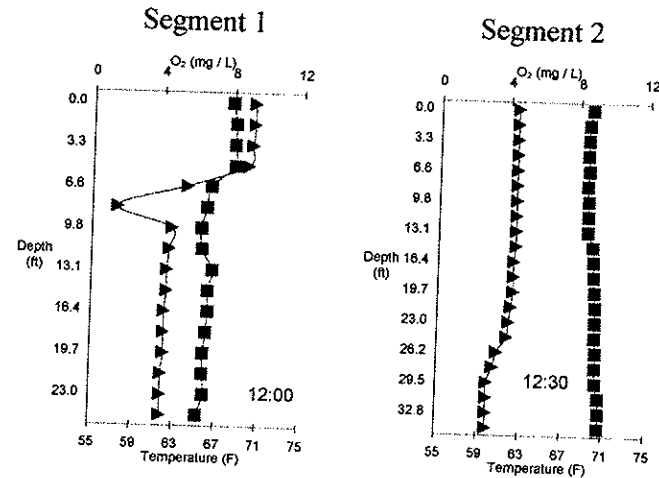 Segment 1
O₂ (mg / L)
0 4 8 12
0.0
3.3
6.6
9.8
13.1
16.4
19.7
23.0
Depth
(ft)
12:00
55 59 63 67 71 75
Temperature (F)
Segment 2
O₂ (mg / L)
0 4 8 12
0.0
3.3
6.6
9.8
13.1
16.4
19.7
23.0
26.2
29.5
32.8
Depth
(ft)
12:30
55 59 63 67 71 75
Temperature (F)